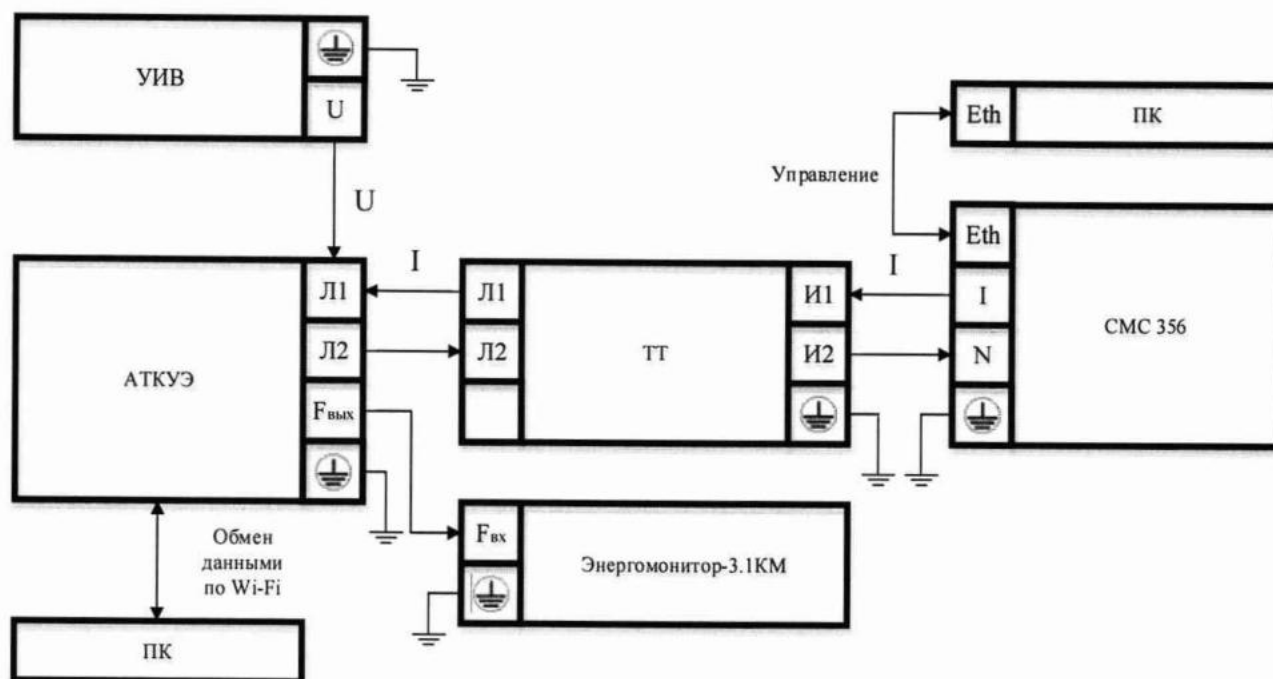 УИВ
U
U
Eth
ПК
Управление
Eth
I
N
СМС 356
I
АТКУЭ
Л1
Л2
Fвых
I
Л1
Л2
ТТ
И1
И2
Fвх
Энергомонитор-3.1КМ
Обмен
данными
по Wi-Fi
ПК